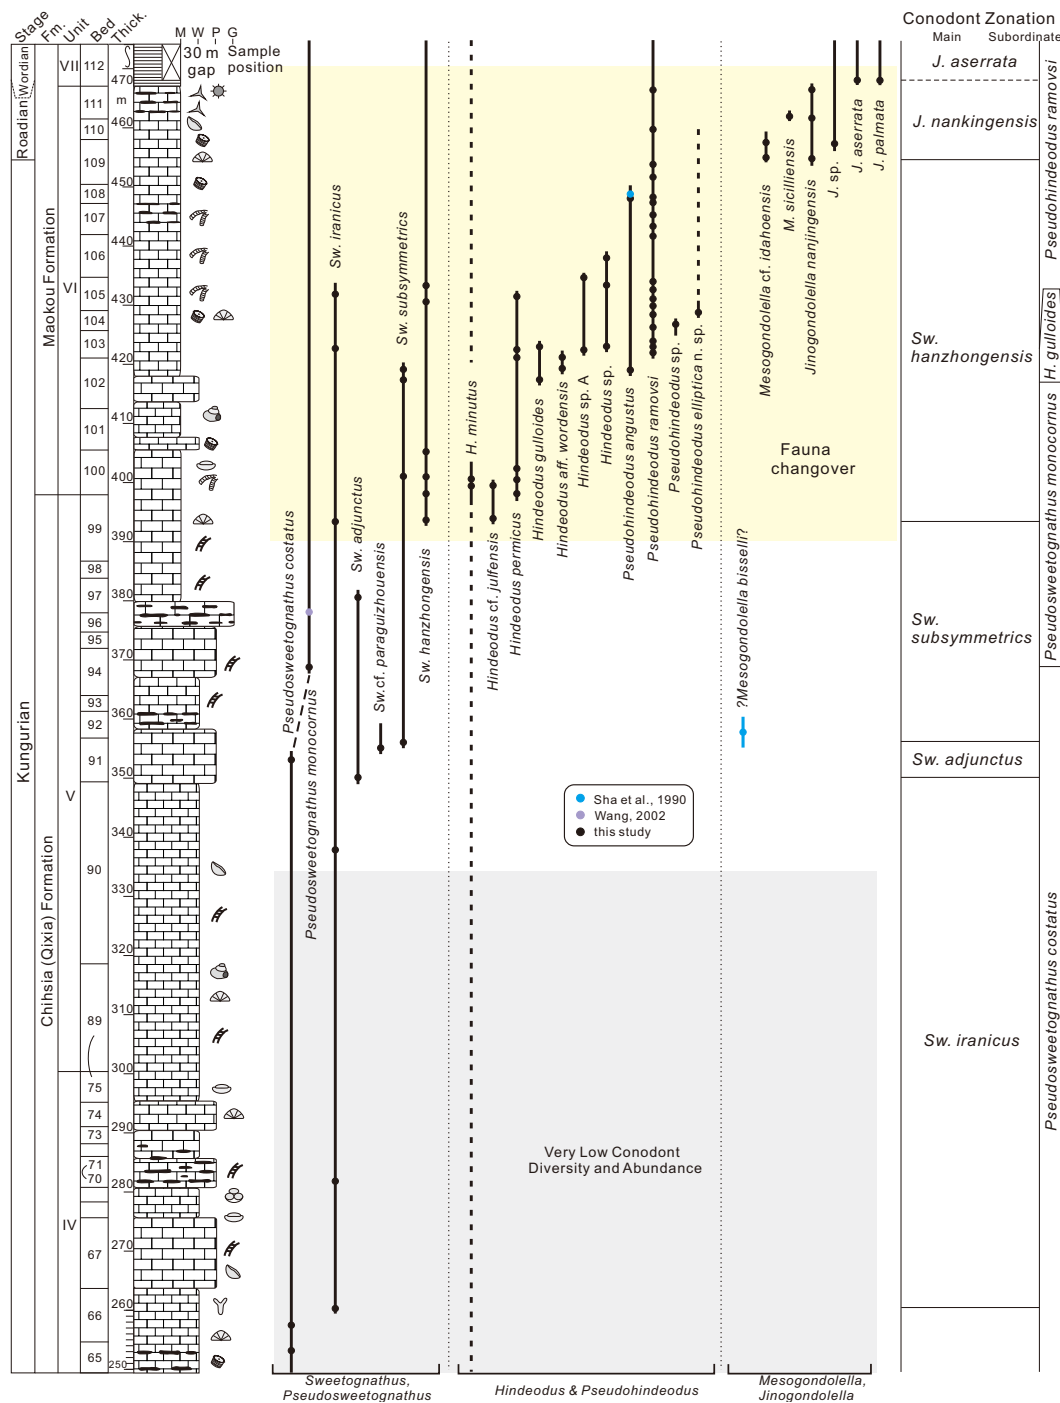 Stage
Fm.
Unit
Bed
Thick.
M W P G
30 m
gap
Sample
position
Conodont Zonation
Main
Subordinate
Wordian
Roadian
Kungurian
Maokou Formation
Chihsia (Qixia) Formation
VII
VI
V
IV
112
111
110
109
108
107
106
105
104
103
102
101
100
99
98
97
96
95
94
93
92
91
90
89
75
74
73
71
70
67
66
65
470
m
460
450
440
430
420
410
400
390
380
370
360
350
340
330
320
310
300
290
280
270
260
250
Pseudosweetognathus costatus
Pseudosweetognathus monocornus
Sw. iranicus
Sw. adjunctus
Sw.cf. paraguizhouensis
Sw. subsymmetrics
Sw. hanzhongensis
H. minutus
Hindeodus cf. julfensis
Hindeodus permicus
Hindeodus gulloides
Hindeodus aff. wordensis
Hindeodus sp. A
Hindeodus sp.
Pseudohindeodus angustus
Pseudohindeodus ramovsi
Pseudohindeodus sp.
Pseudohindeodus elliptica n. sp.
?Mesogondolella bisselli?
Mesogondolella cf. idahoensis
M. sicilliensis
Jinogondolella nanjingensis
J. sp.
J. aserrata
J. palmata
Fauna
changover
Sha et al., 1990
Wang, 2002
this study
Very Low Conodont
Diversity and Abundance
J. aserrata
J. nankingensis
Sw.
hanzhongensis
Sw.
subsymmetrics
Sw. adjunctus
Sw. iranicus
Pseudohindeodus ramovsi
H. gulloides
Pseudosweetognathus monocornus
Pseudosweetognathus costatus
Sweetognathus,
Pseudosweetognathus
Hindeodus & Pseudohindeodus
Mesogondolella,
Jinogondolella